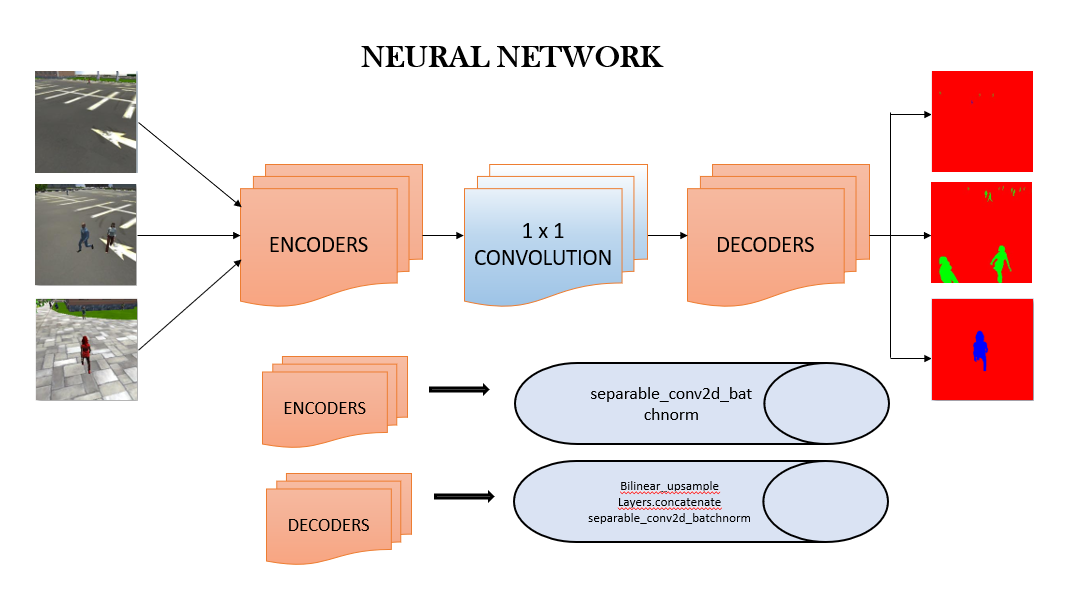 NEURAL NETWORK
ENCODERS
1 x 1
CONVOLUTION
DECODERS
ENCODERS
separable_conv2d_bat
chnorm
DECODERS
Bilinear_upsample
Layers.concatenate
separable_conv2d_batchnorm